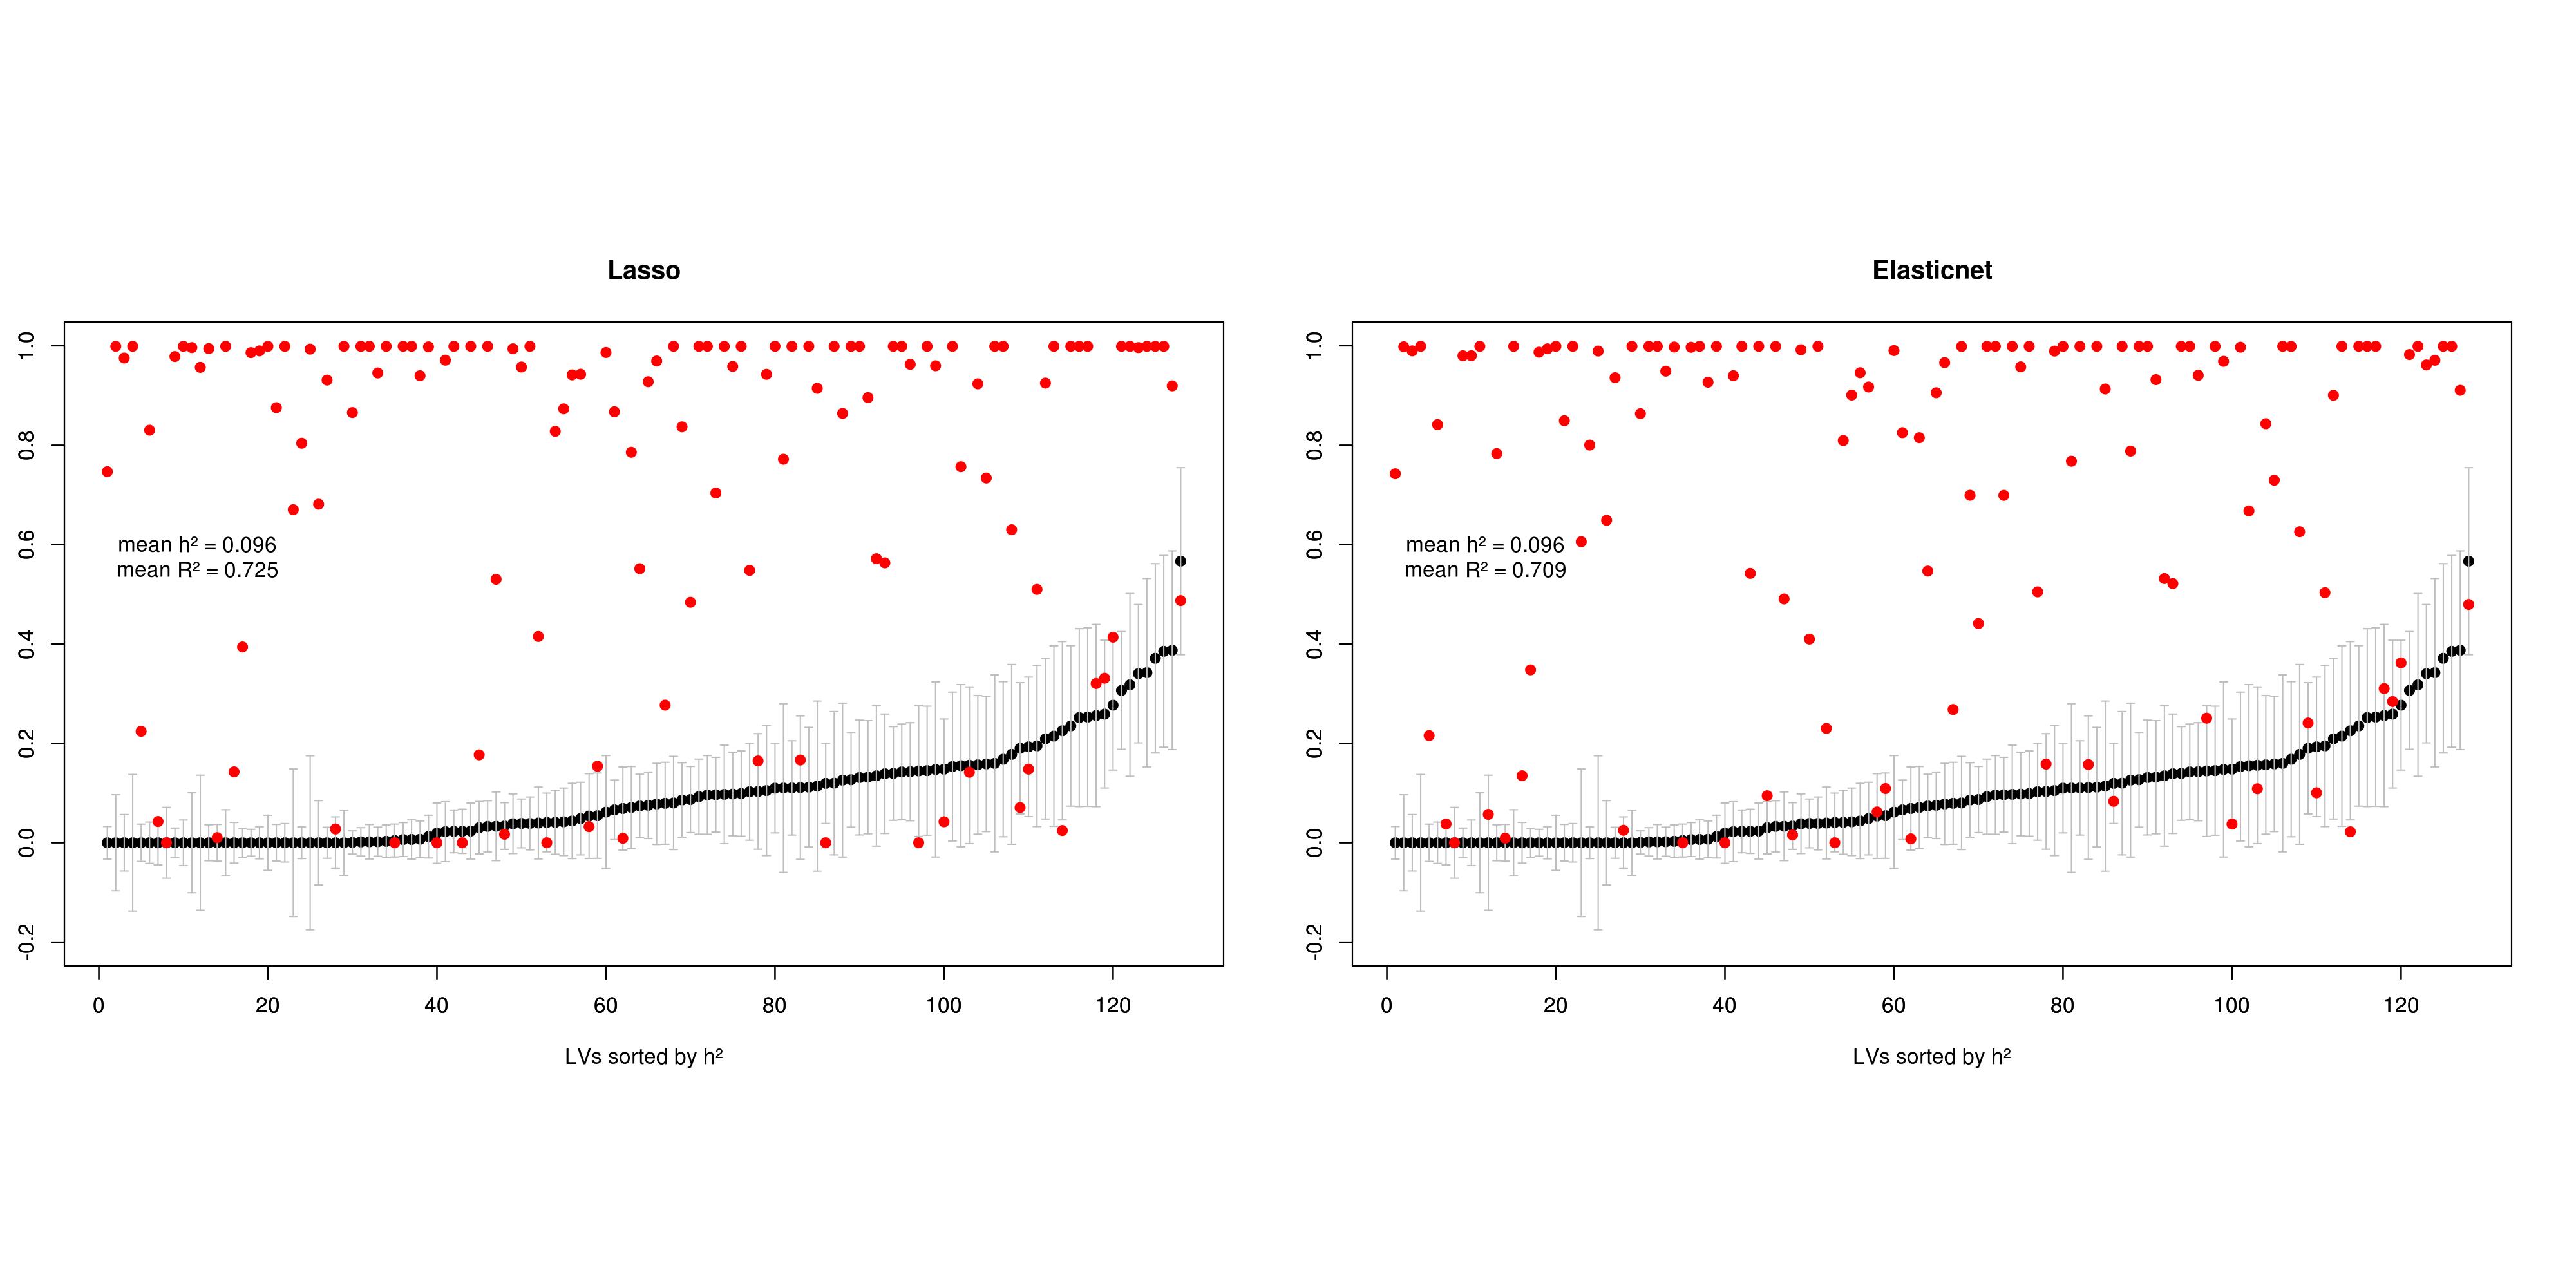 Lasso
1.0
0.8
0.6
0.4
0.2
0.0
-0.2
mean h² = 0.096
mean R² = 0.725
0 20 40 60 80 100 120
LVs sorted by h²
Elasticnet
1.0
0.8
0.6
0.4
0.2
0.0
-0.2
mean h² = 0.096
mean R² = 0.709
0 20 40 60 80 100 120
LVs sorted by h²